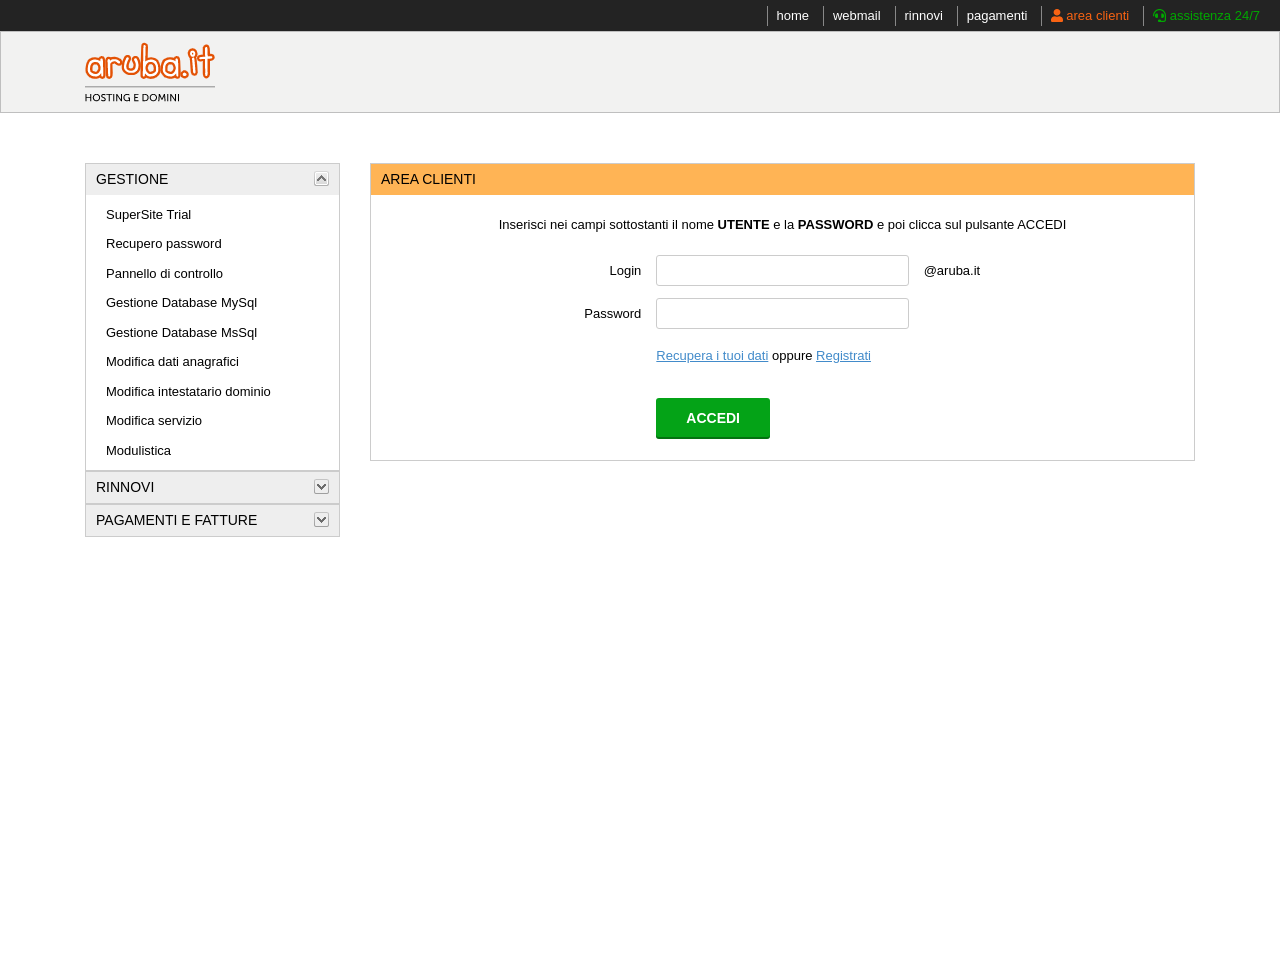 home webmail rinnovi pagamenti area clienti assistenza 24/7
aruba.it
HOSTING E DOMINI
GESTIONE
SuperSite Trial
Recupero password
Pannello di controllo
Gestione Database MySql
Gestione Database MsSql
Modifica dati anagrafici
Modifica intestatario dominio
Modifica servizio
Modulistica
RINNOVI
PAGAMENTI E FATTURE
AREA CLIENTI
Inserisci nei campi sottostanti il nome UTENTE e la PASSWORD e poi clicca sul pulsante ACCEDI
Login @aruba.it
Password
Recupera i tuoi dati oppure Registrati
ACCEDI